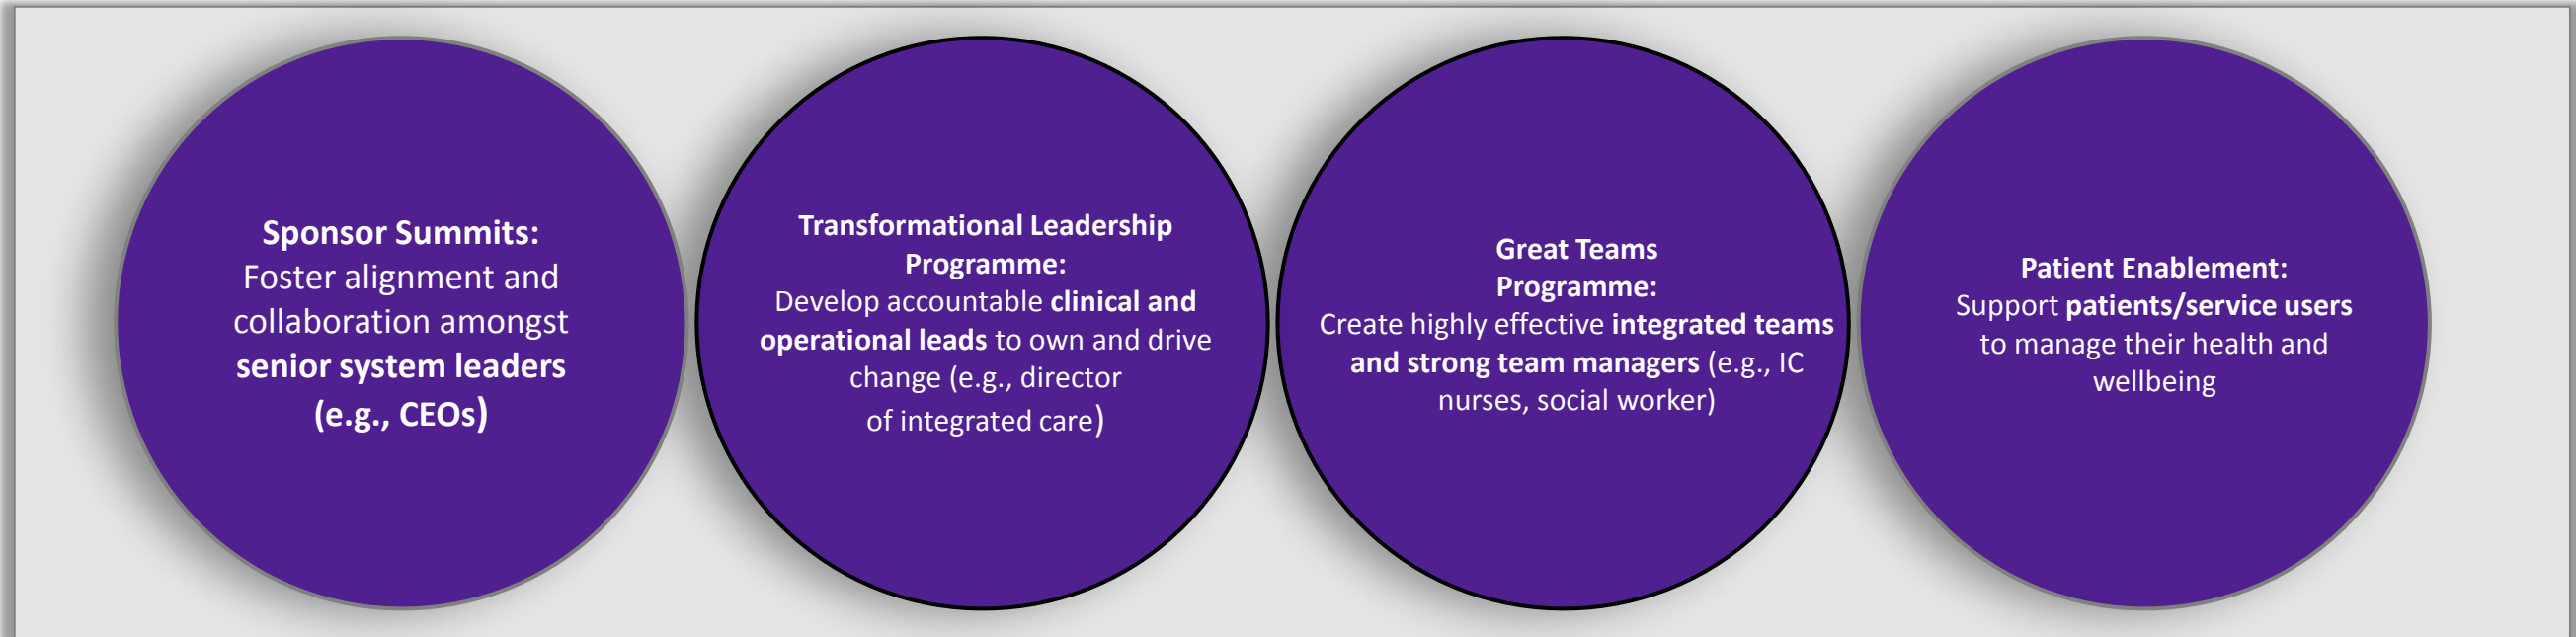 Sponsor Summits:
Foster alignment and
collaboration amongst
senior system leaders
(e.g., CEOs)
Transformational Leadership
Programme:
Develop accountable clinical and
operational leads to own and drive
change (e.g., director
of integrated care)
Great Teams
Programme:
Create highly effective integrated teams
and strong team managers (e.g., IC
nurses, social worker)
Patient Enablement:
Support patients/service users
to manage their health and
wellbeing